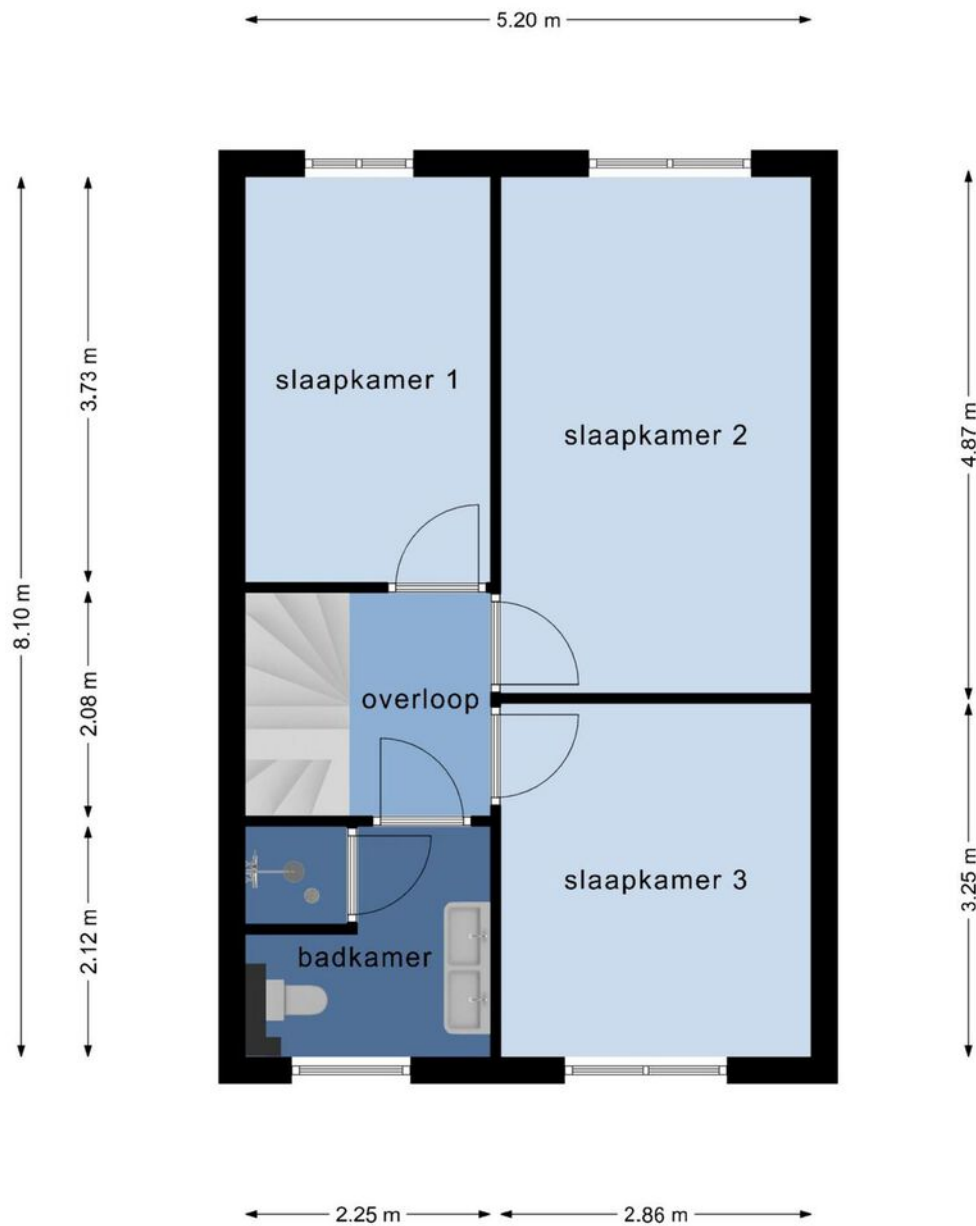 5.20 m
slaapkamer 1
slaapkamer 2
3.73 m
4.87 m
8.10 m
2.08 m
overloop
slaapkamer 3
3.25 m
2.12 m
badkamer
2.25 m
2.86 m